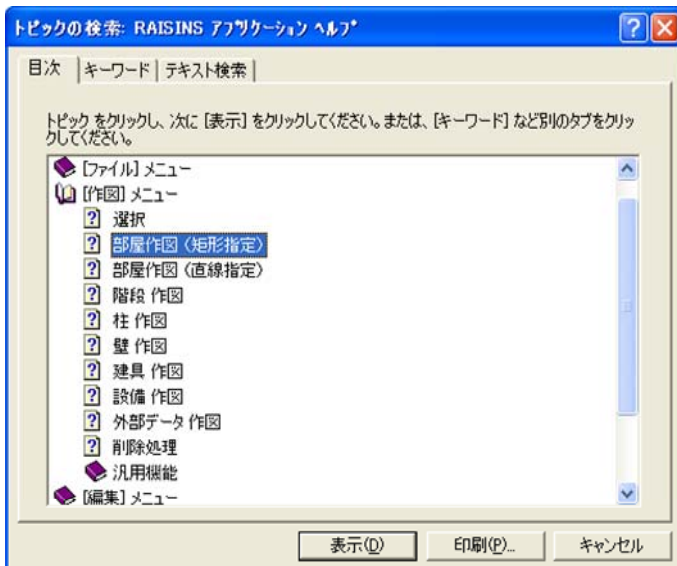 トピックの検索: RAISINS アプリケーション ヘルプ
目次 キーワード テキスト検索
トピック をクリックし、次に [表示] をクリックしてください。または、[キーワード] など別のタブをクリッ
クしてください。
[ファイル] メニュー
[作図] メニュー
選択
部屋作図 (矩形指定)
部屋作図 (直線指定)
階段 作図
柱 作図
壁 作図
建具 作図
設備 作図
外部データ 作図
削除処理
汎用機能
[編集] メニュー
表示(D) 印刷(P)... キャンセル